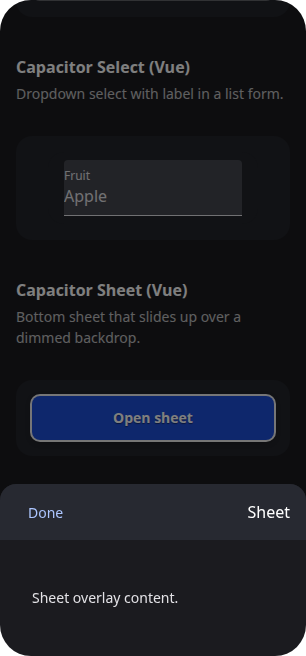 Capacitor Select (Vue)
Dropdown select with label in a list form.
Fruit
Apple
Capacitor Sheet (Vue)
Bottom sheet that slides up over a
dimmed backdrop.
Open sheet
Done
Sheet
Sheet overlay content.